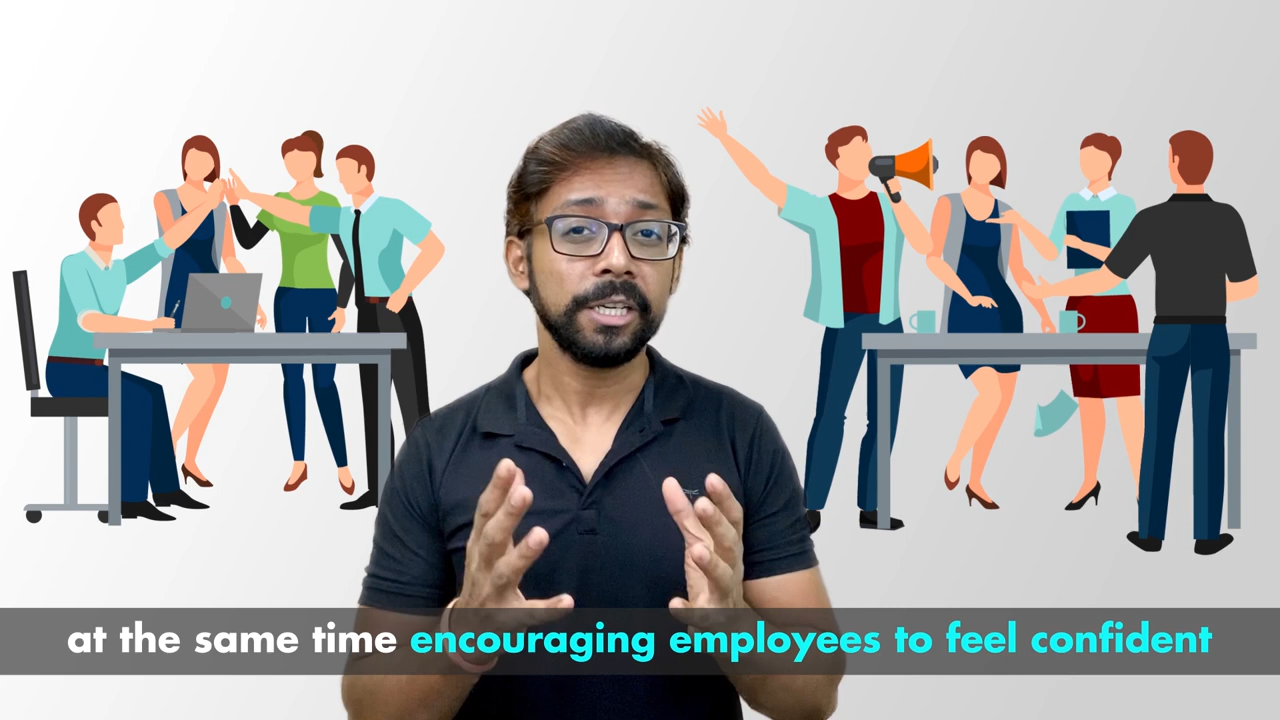 at the same time encouraging employees to feel confident